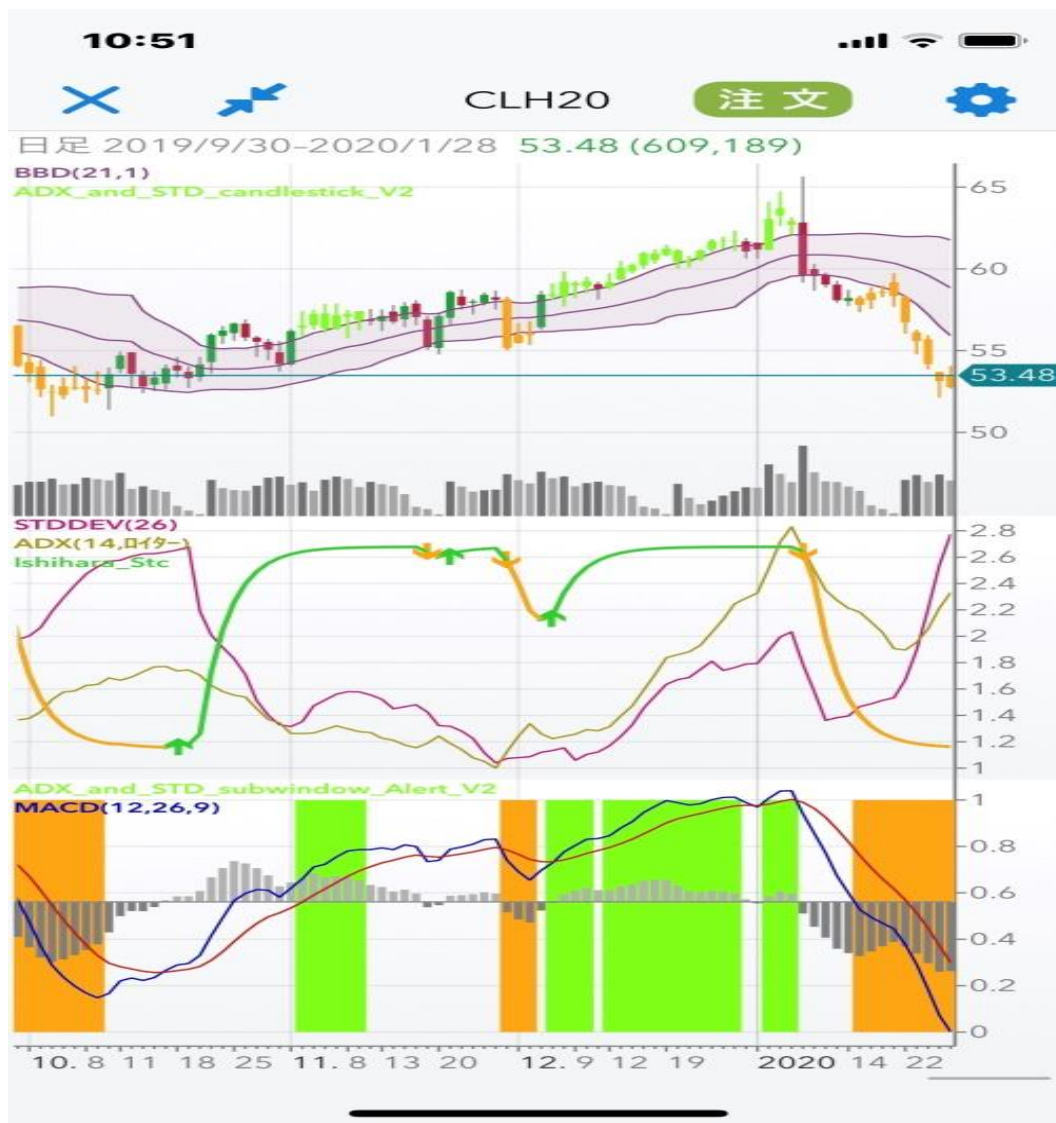 10:51
CLH20 注文
日足 2019/9/30-2020/1/28 53.48 (609,189)
BBD(21,1)
ADX_and_STD_candlestick_V2
65
60
55
53.48
50
STDDEV(26)
ADX(14,ロイター)
Ishihara_Stc
2.8
2.6
2.4
2.2
2
1.8
1.6
1.4
1.2
1
ADX_and_STD_subwindow_Alert_V2
MACD(12,26,9)
1
0.8
0.6
0.4
0.2
0
10. 8 11 18 25 11. 8 13 20 12. 9 12 19 2020 14 22